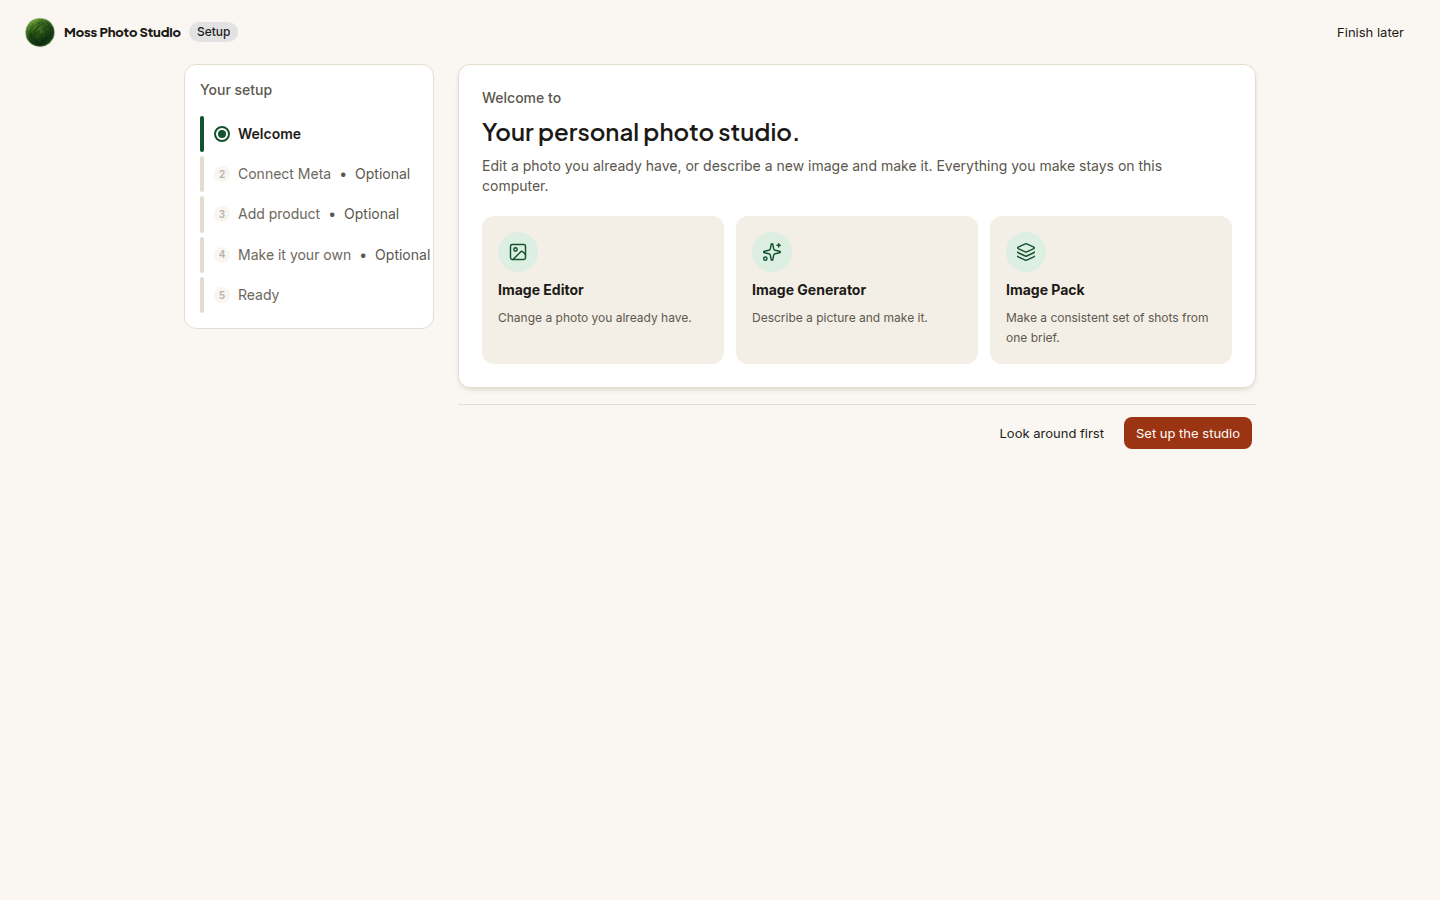 Moss Photo Studio
Setup
Finish later
Your setup
Welcome
2 Connect Meta • Optional
3 Add product • Optional
4 Make it your own • Optional
5 Ready
Welcome to
Your personal photo studio.
Edit a photo you already have, or describe a new image and make it. Everything you make stays on this
computer.
Image Editor
Change a photo you already have.
Image Generator
Describe a picture and make it.
Image Pack
Make a consistent set of shots from
one brief.
Look around first
Set up the studio